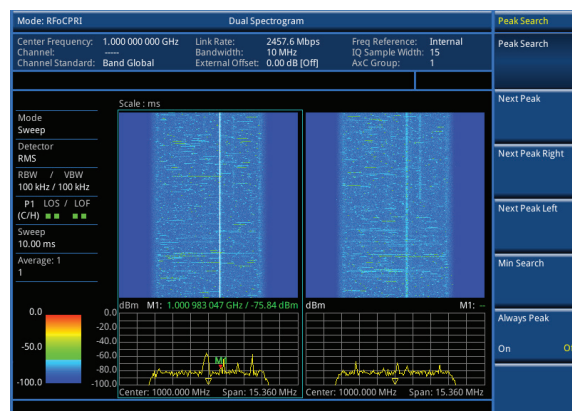 Mode: RFoCPRI
Dual Spectrogram
Peak Search
Center Frequency: 1.000 000 000 GHz
Link Rate: 2457.6 Mbps
Freq Reference: Internal
Channel: -----
Bandwidth: 10 MHz
IQ Sample Width: 15
Channel Standard: Band Global
External Offset: 0.00 dB [Off]
AxC Group: 1
Peak Search
Next Peak
Next Peak Right
Next Peak Left
Min Search
Always Peak
On
Scale : ms
Mode
Sweep
Detector
RMS
RBW / VBW
100 kHz / 100 kHz
P1 LOS / LOF
(C/H)
Sweep
10.00 ms
Average: 1
1
0.0
-50.0
-100.0
dBm M1: 1.000 983 047 GHz / -75.84 dBm
0.0
-20.0
-40.0
-60.0
-80.0
-100.0
Center: 1000.000 MHz Span: 15.360 MHz
dBm M1: --
Center: 1000.000 MHz Span: 15.360 MHz